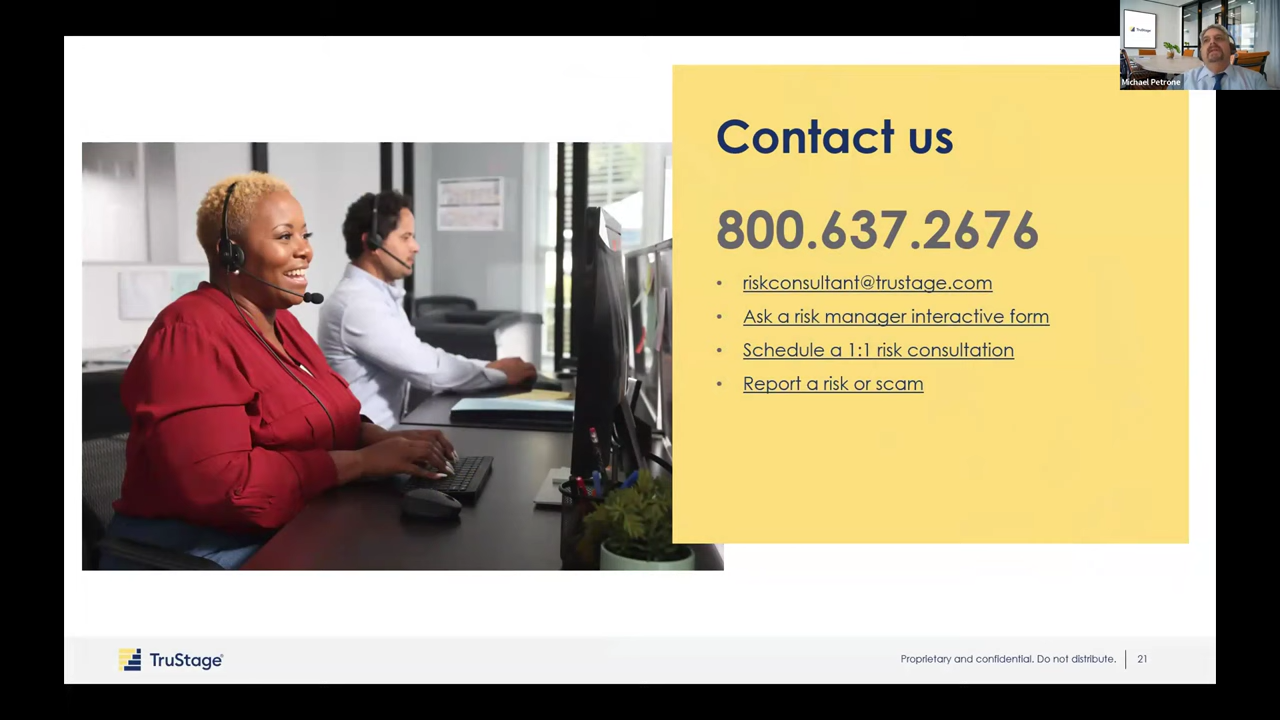 TruStage
Michael Petrone
Contact us
800.637.2676
• riskconsultant@trustage.com
• Ask a risk manager interactive form
• Schedule a 1:1 risk consultation
• Report a risk or scam
TruStage
Proprietary and confidential. Do not distribute. 21